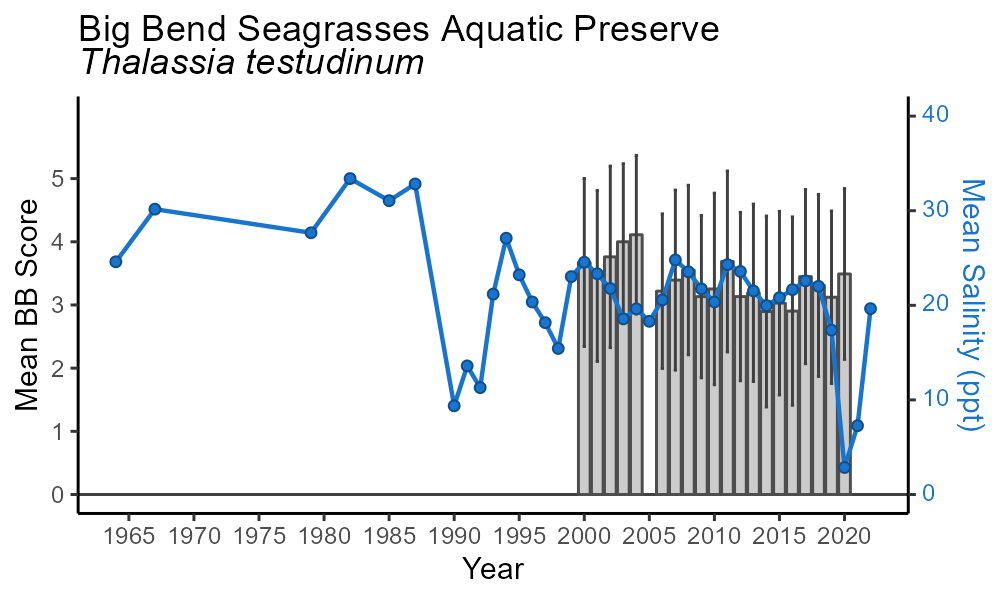 Big Bend Seagrasses Aquatic Preserve
Thalassia testudinum
Mean BB Score
5
4
3
2
1
0
40
30
20
10
0
Mean Salinity (ppt)
1965 1970 1975 1980 1985 1990 1995 2000 2005 2010 2015 2020
Year